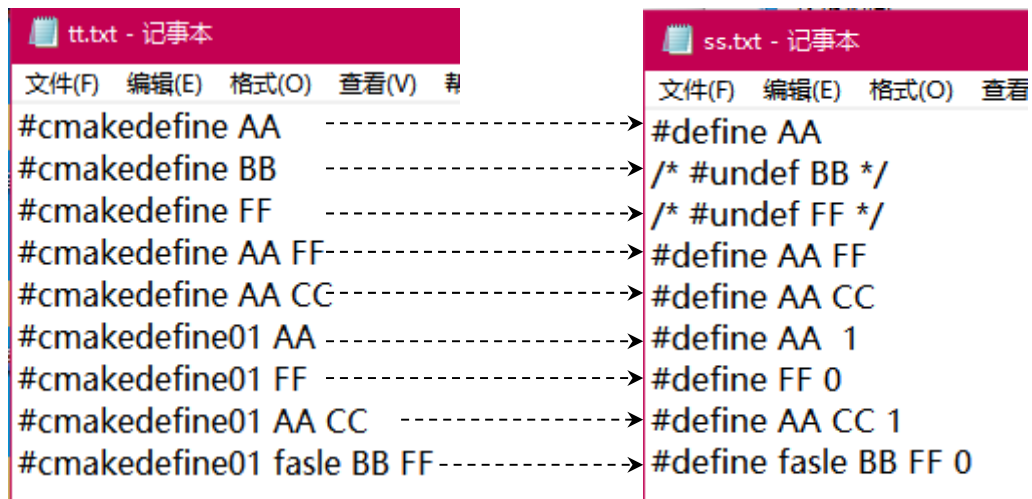 tt.txt - 记事本
文件(F) 编辑(E) 格式(O) 查看(V)
#cmakedefine AA
#cmakedefine BB
#cmakedefine FF
#cmakedefine AA FF
#cmakedefine AA CC
#cmakedefine01 AA
#cmakedefine01 FF
#cmakedefine01 AA CC
#cmakedefine01 fasle BB FF
ss.txt - 记事本
文件(F) 编辑(E) 格式(O) 查看
#define AA
/* #undef BB */
/* #undef FF */
#define AA FF
#define AA CC
#define AA  1
#define FF 0
#define AA CC 1
#define fasle BB FF 0